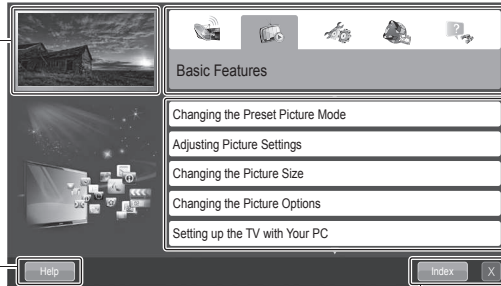 Basic Features
Changing the Preset Picture Mode
Adjusting Picture Settings
Changing the Picture Size
Changing the Picture Options
Setting up the TV with Your PC
Help
Index X